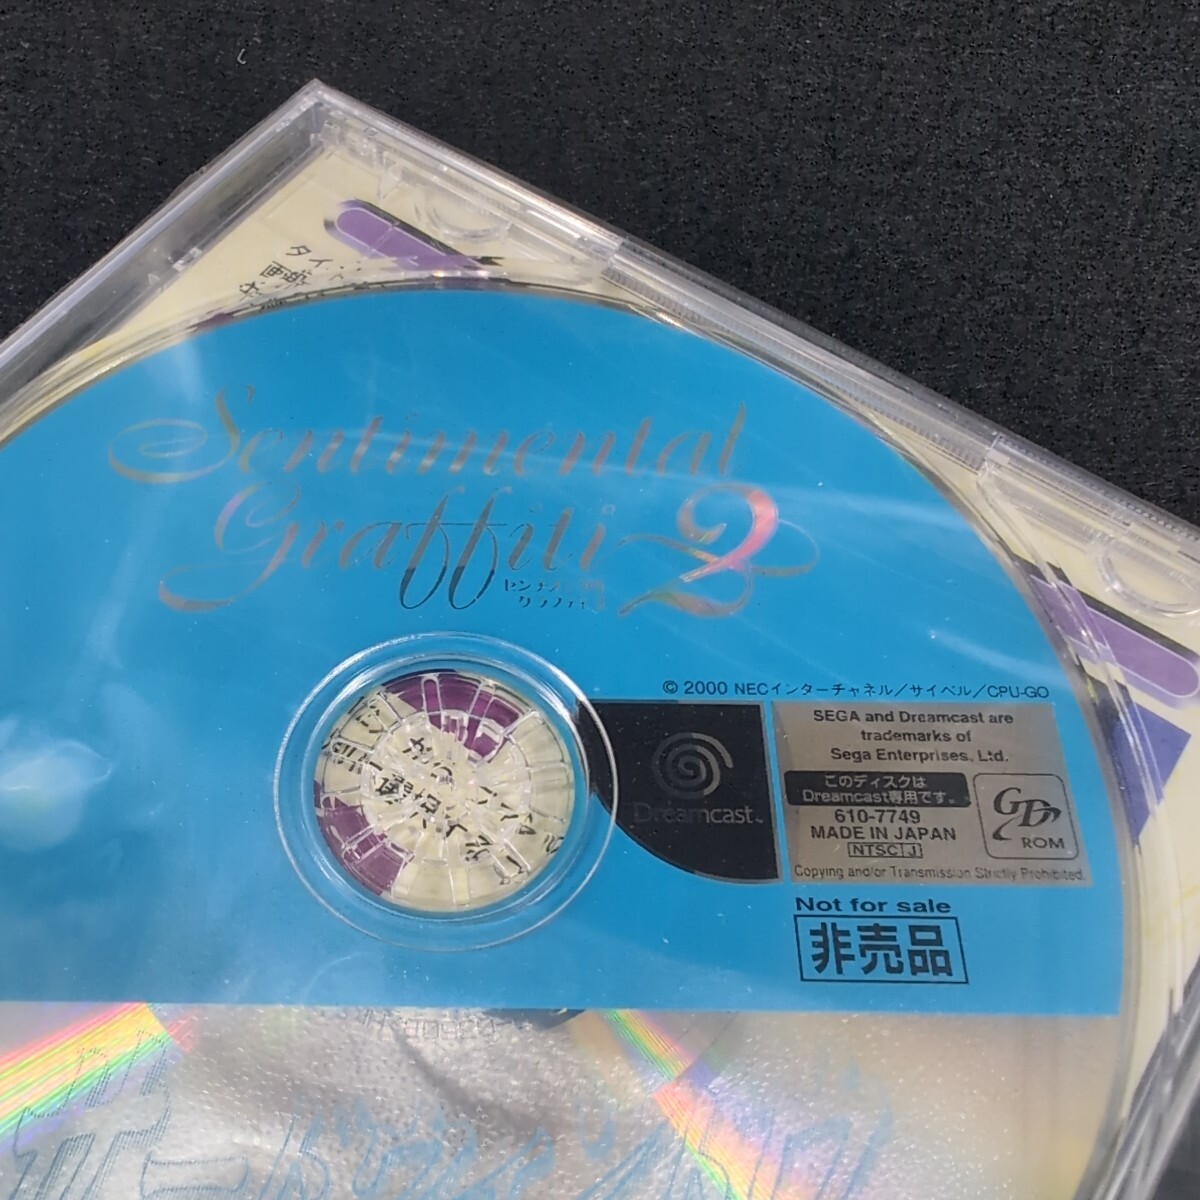 Sentimental
Graffiti 2
© 2000 NECインターチャネル／サイベル／CPU-GO
Dreamcast™
SEGA and Dreamcast are
trademarks of
Sega Enterprises, Ltd.
このディスクは
Dreamcast専用です。
610-7749
MADE IN JAPAN
NTSC J
GD
ROM
Copying and/or Transmission Strictly Prohibited.
Not for sale
非売品